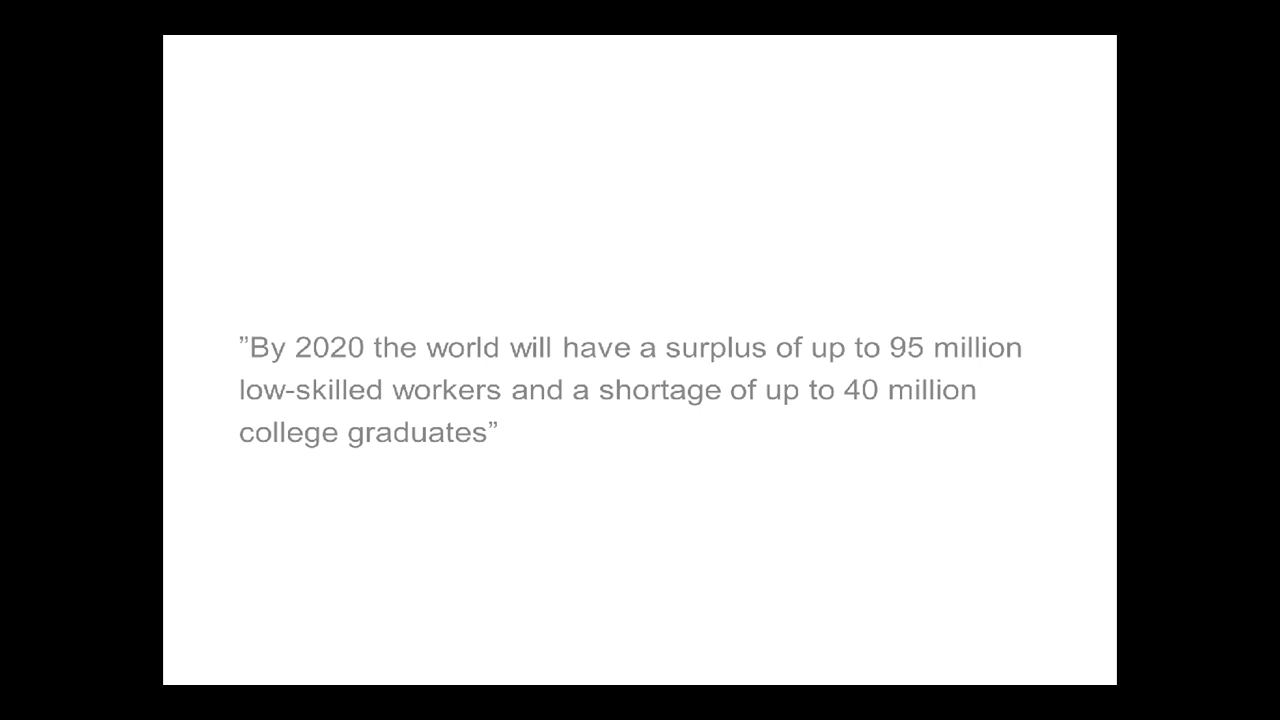 ”By 2020 the world will have a surplus of up to 95 million
low-skilled workers and a shortage of up to 40 million
college graduates”